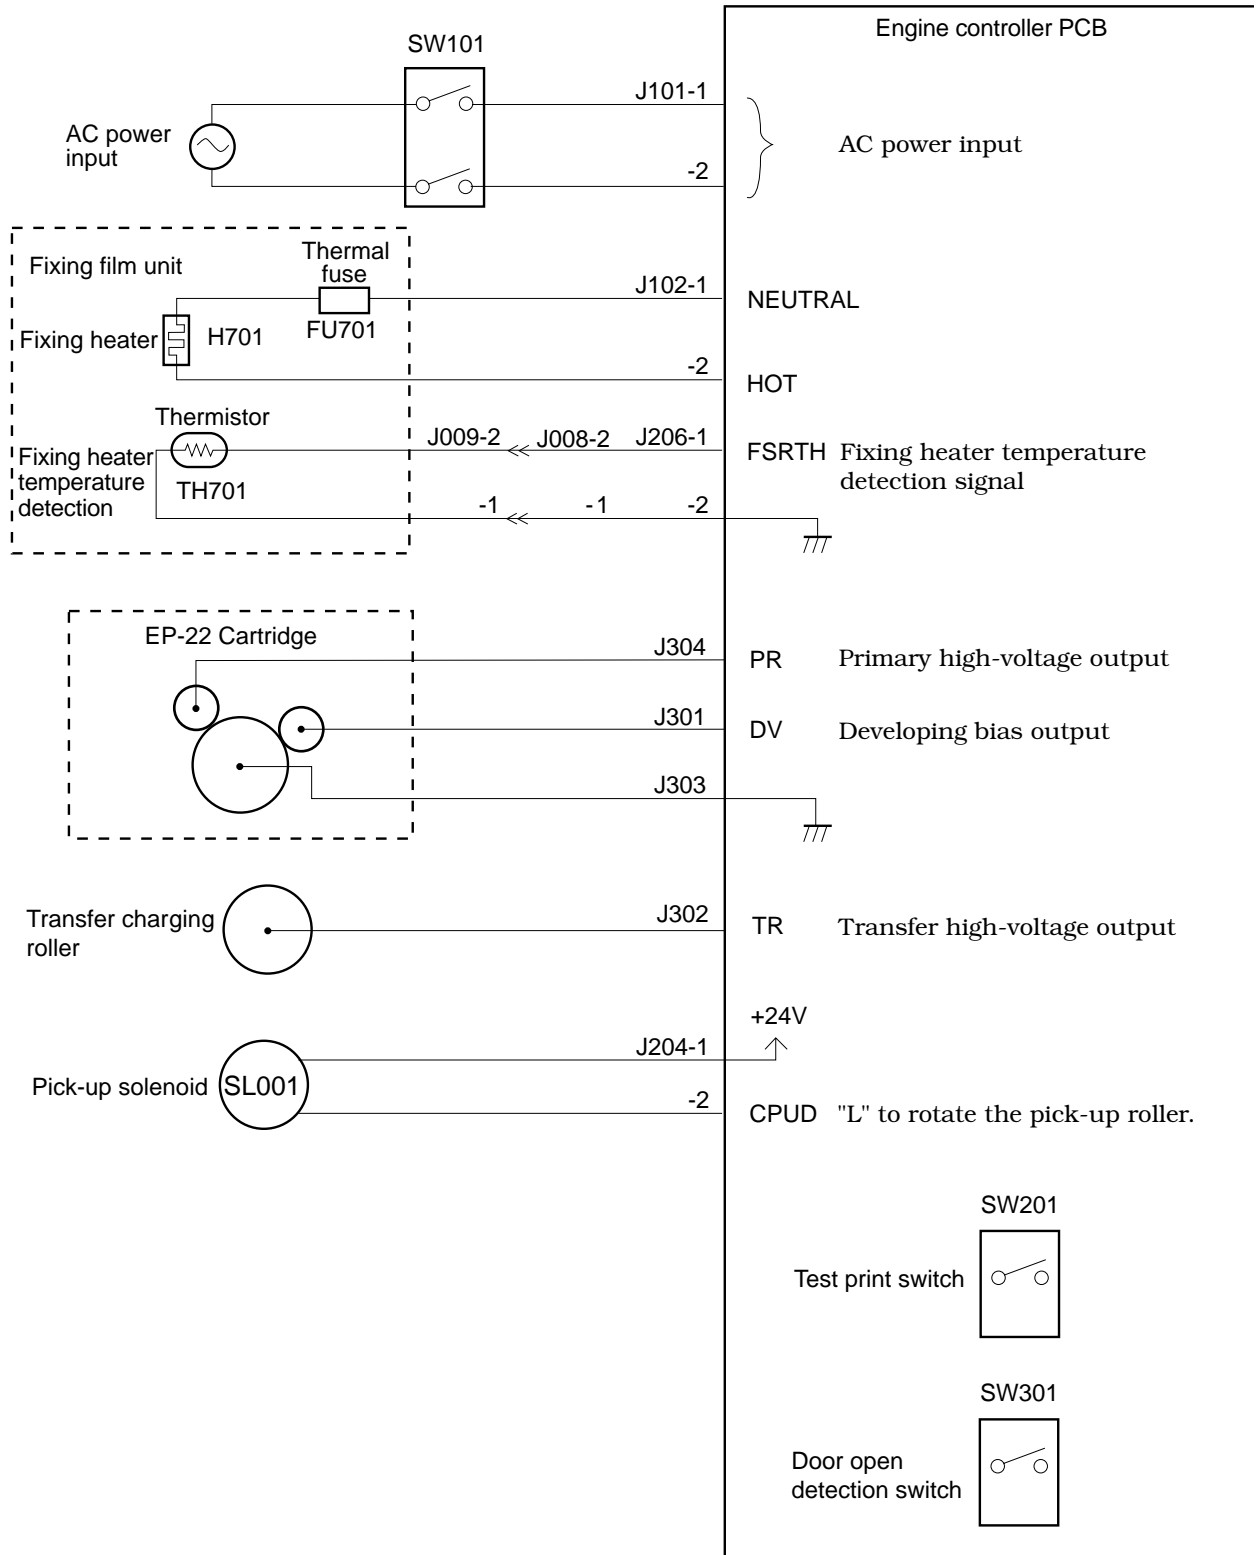 Engine controller PCB
SW101
J101-1
AC power
input
AC power input
-2
Fixing film unit
Thermal
fuse
J102-1
NEUTRAL
Fixing heater
H701
FU701
-2
HOT
Thermistor
J009-2
J008-2
J206-1
FSRTH
Fixing heater temperature
detection signal
Fixing heater
temperature
detection
TH701
-1
-1
-2
EP-22 Cartridge
J304
PR
Primary high-voltage output
J301
DV
Developing bias output
J303
Transfer charging
roller
J302
TR
Transfer high-voltage output
+24V
J204-1
Pick-up solenoid
SL001
-2
CPUD
"L" to rotate the pick-up roller.
SW201
Test print switch
SW301
Door open
detection switch